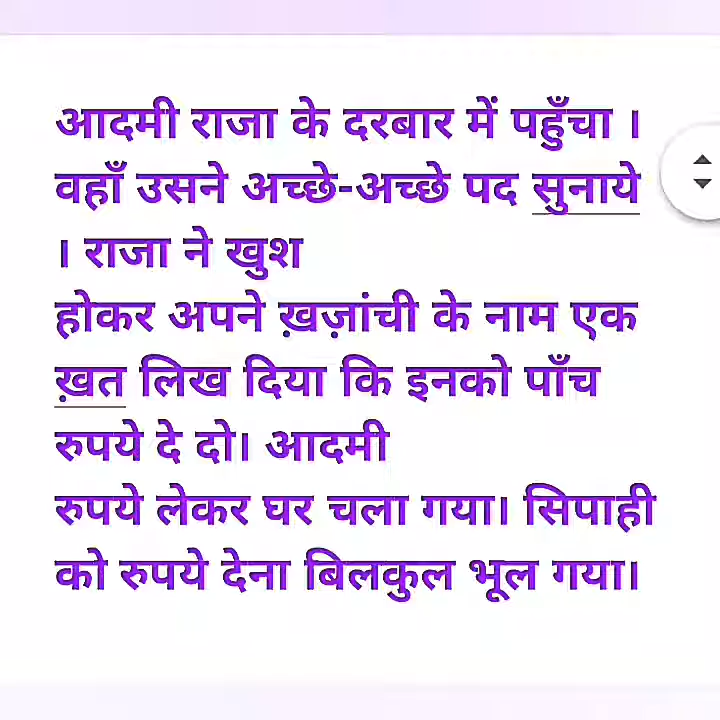 आदमी राजा के दरबार में पहुँचा ।
वहाँ उसने अच्छे-अच्छे पद सुनाये
। राजा ने खुश
होकर अपने ख़ज़ांची के नाम एक
ख़त लिख दिया कि इनको पाँच
रुपये दे दो। आदमी
रुपये लेकर घर चला गया। सिपाही
को रुपये देना बिलकुल भूल गया।